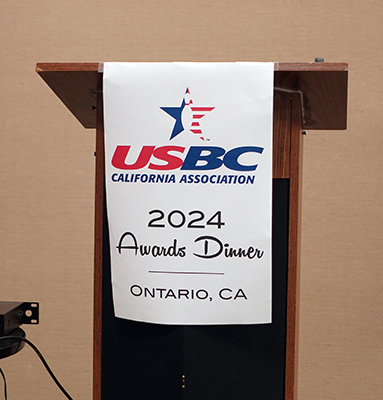 USBC
CALIFORNIA ASSOCIATION
2024
Awards Dinner
ONTARIO, CA